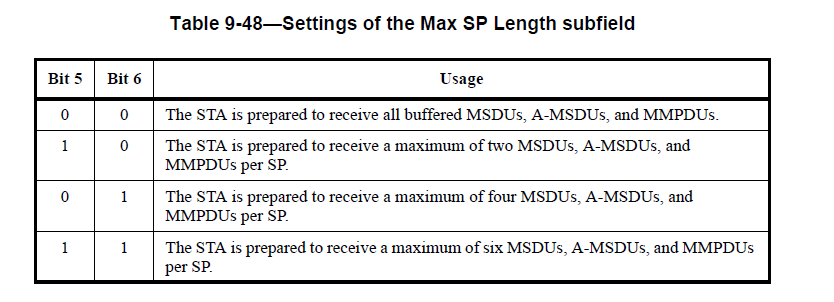 Table 9-48—Settings of the Max SP Length subfield
Bit 5 Bit 6 Usage
0 0 The STA is prepared to receive all buffered MSDUs, A-MSDUs, and MMPDUs.
1 0 The STA is prepared to receive a maximum of two MSDUs, A-MSDUs, and
MMPDUs per SP.
0 1 The STA is prepared to receive a maximum of four MSDUs, A-MSDUs, and
MMPDUs per SP.
1 1 The STA is prepared to receive a maximum of six MSDUs, A-MSDUs, and MMPDUs
per SP.